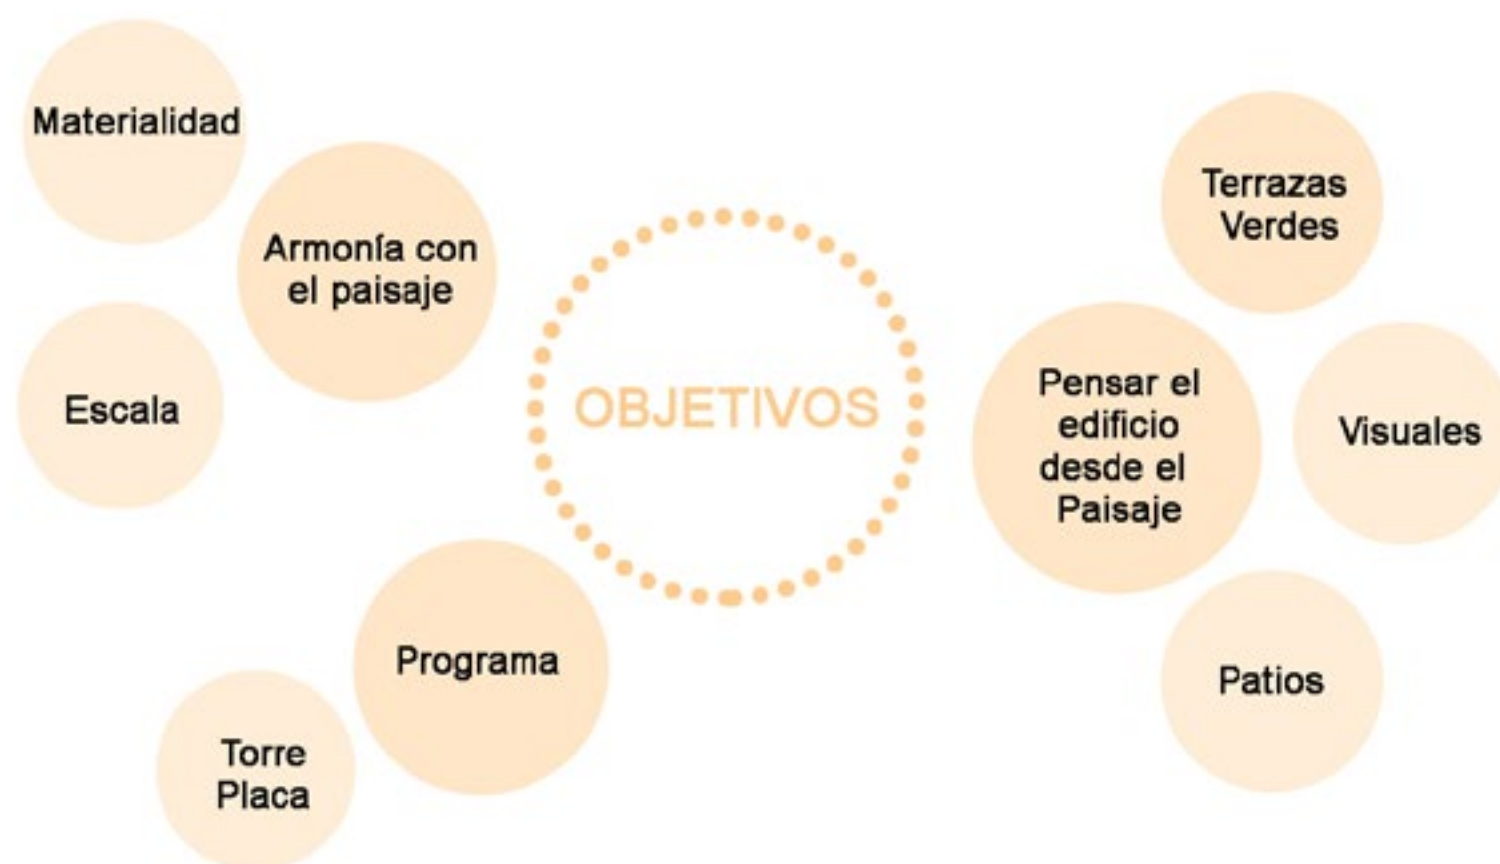 Materialidad
Armonía con
el paisaje
Escala
Programa
Torre
Placa
OBJETIVOS
Terrazas
Verdes
Pensar el
edificio
desde el
Paisaje
Visuales
Patios